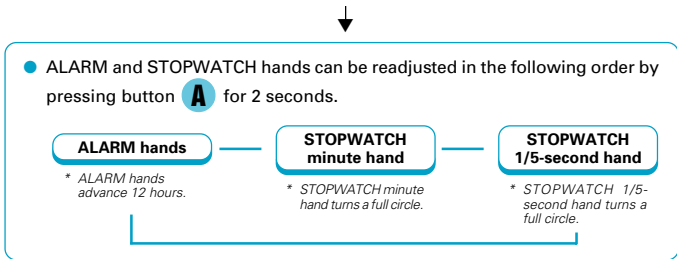 ● ALARM and STOPWATCH hands can be readjusted in the following order by
pressing button A for 2 seconds.
ALARM hands
* ALARM hands
advance 12 hours.
STOPWATCH
minute hand
* STOPWATCH minute
hand turns a full circle.
STOPWATCH
1/5-second hand
* STOPWATCH 1/5-
second hand turns a
full circle.